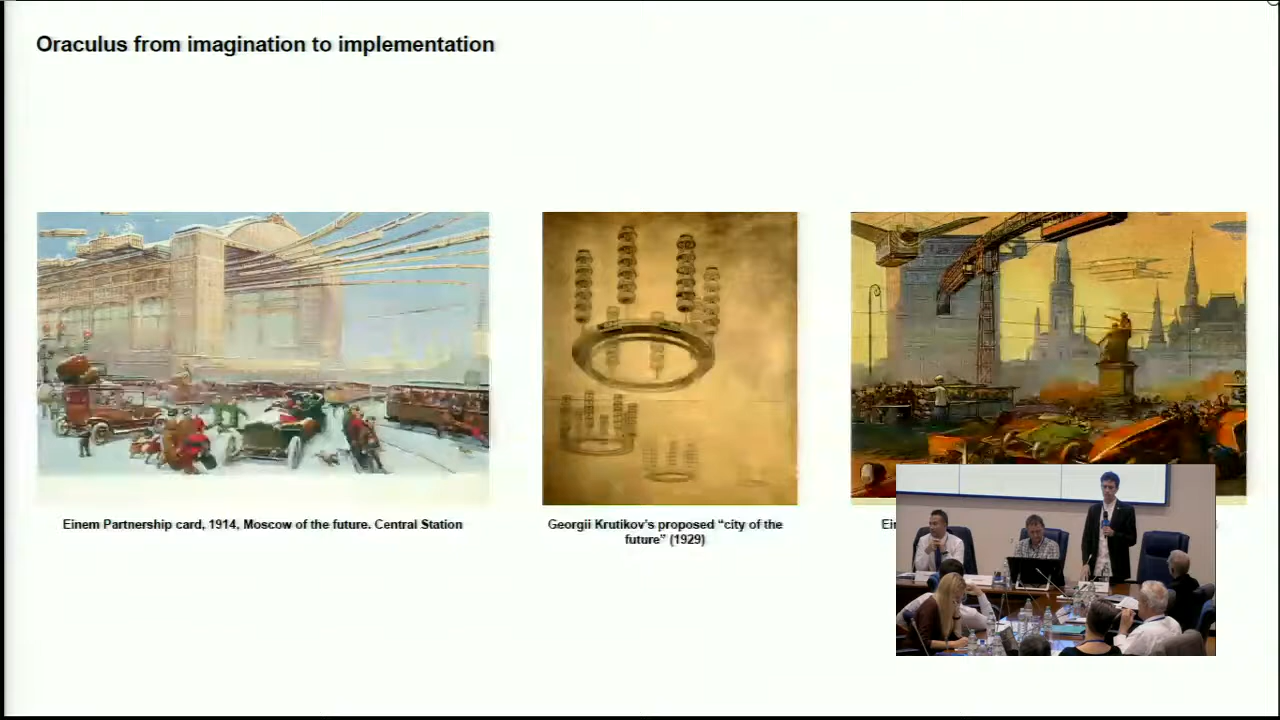 Oraculus from imagination to implementation
Einem Partnership card, 1914, Moscow of the future. Central Station
Georgii Krutikov's proposed “city of the
future” (1929)